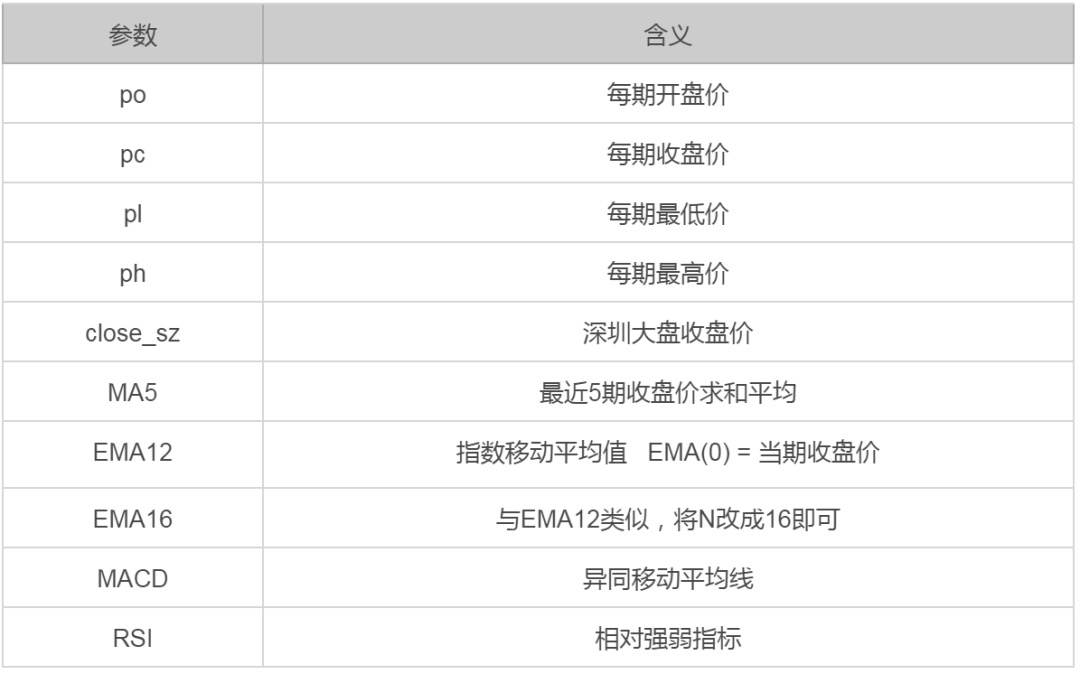 参数 含义
po 每期开盘价
pc 每期收盘价
pl 每期最低价
ph 每期最高价
close_sz 深圳大盘收盘价
MA5 最近5期收盘价求和平均
EMA12 指数移动平均值 EMA(0) = 当期收盘价
EMA16 与EMA12类似，将N改成16即可
MACD 异同移动平均线
RSI 相对强弱指标